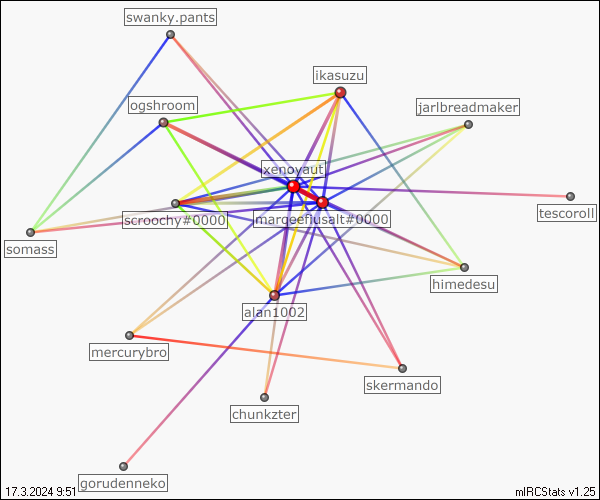 swanky.pants
ikasuzu
ogshroom
jarlbreadmaker
xenoyaut
scroochy#0000
marqeefiusalt#0000
tescoroll
somass
himedesu
alan1002
mercurybro
skermando
chunkzter
gorudenneko
17.3.2024 9:51
mIRCStats v1.25